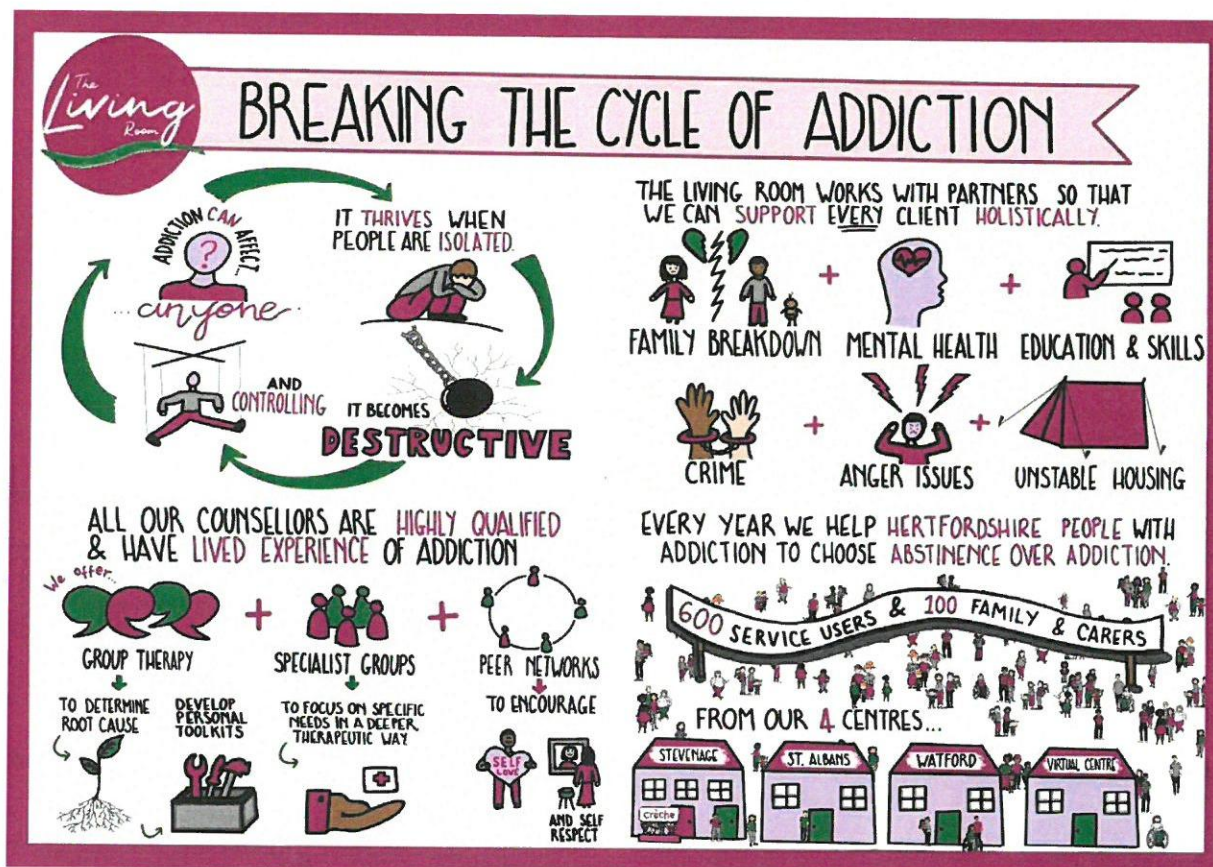 The
Living
Room
BREAKING THE CYCLE OF ADDICTION
ADDICTION CAN AFFECT...
?
...anyone...
IT THRIVES WHEN
PEOPLE ARE ISOLATED.
IT BECOMES
DESTRUCTIVE
AND
CONTROLLING
THE LIVING ROOM WORKS WITH PARTNERS SO THAT
WE CAN SUPPORT EVERY CLIENT HOLISTICALLY.
+
+
FAMILY BREAKDOWN
MENTAL HEALTH
EDUCATION & SKILLS
+
+
CRIME
ANGER ISSUES
UNSTABLE HOUSING
ALL OUR COUNSELLORS ARE HIGHLY QUALIFIED
& HAVE LIVED EXPERIENCE OF ADDICTION
We offer...
+
+
GROUP THERAPY
SPECIALIST GROUPS
PEER NETWORKS
TO DETERMINE
ROOT CAUSE
DEVELOP
PERSONAL
TOOLKITS
TO FOCUS ON SPECIFIC
NEEDS IN A DEEPER
THERAPEUTIC WAY
TO ENCOURAGE
SELF
LOVE
AND SELF
RESPECT
EVERY YEAR WE HELP HERTFORDSHIRE PEOPLE WITH
ADDICTION TO CHOOSE ABSTINENCE OVER ADDICTION.
600 SERVICE USERS & 100 FAMILY & CARERS
FROM OUR 4 CENTRES...
STEVENAGE
ST. ALBANS
WATFORD
VIRTUAL CENTRE
Crèche